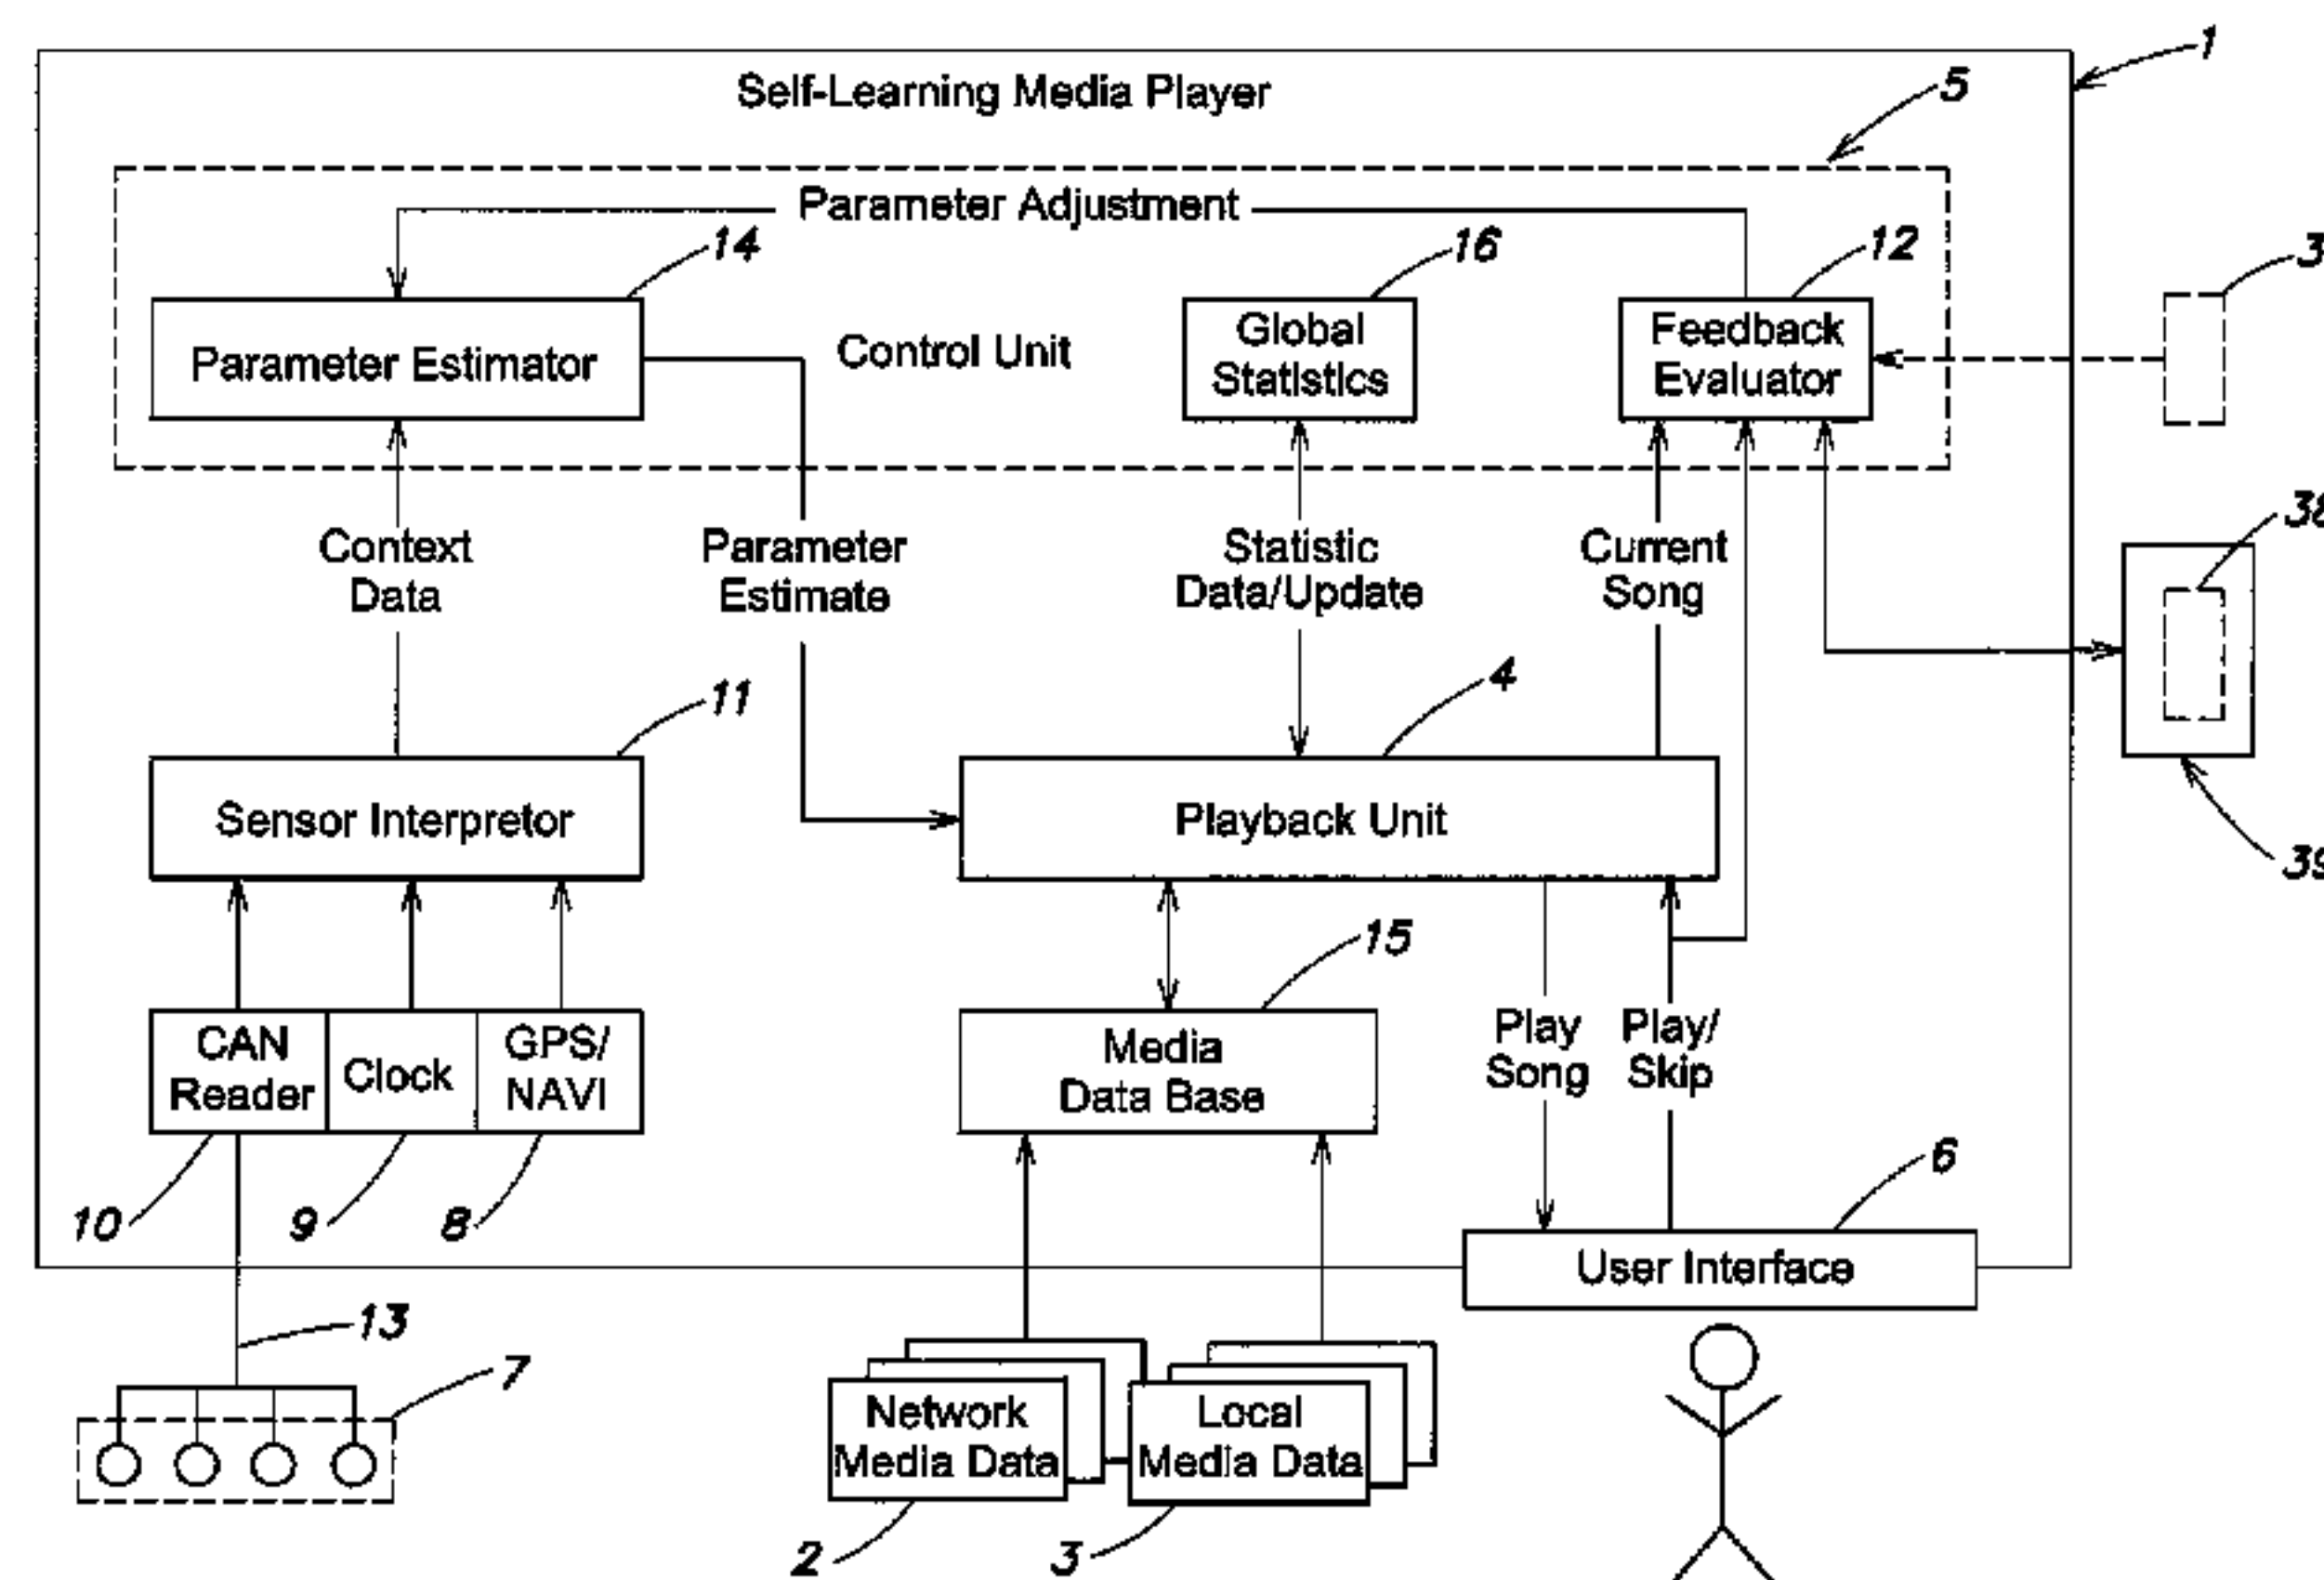 1
Self-Learning Media Player
5
Parameter Adjustment
14
16
12
Parameter Estimator
Control Unit
Global
Statistics
Feedback
Evaluator
Context
Data
Parameter
Estimate
Statistic
Data/Update
Current
Song
38
11
4
Sensor Interpretor
Playback Unit
39
15
CAN
Reader
Clock
GPS/
NAVI
Media
Data Base
Play
Song
Play/
Skip
10
9
8
6
User Interface
13
7
Network
Media Data
Local
Media Data
2
3